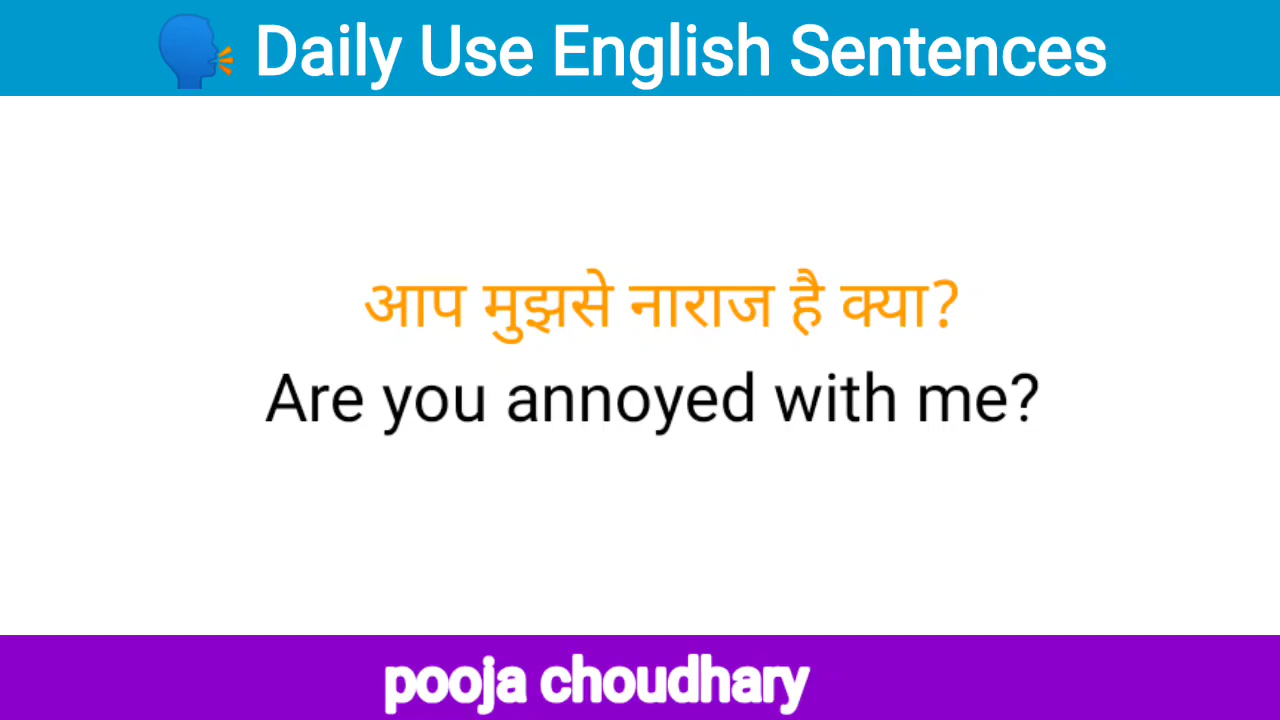 🗣 Daily Use English Sentences
आप मुझसे नाराज है क्या?
Are you annoyed with me?
pooja choudhary